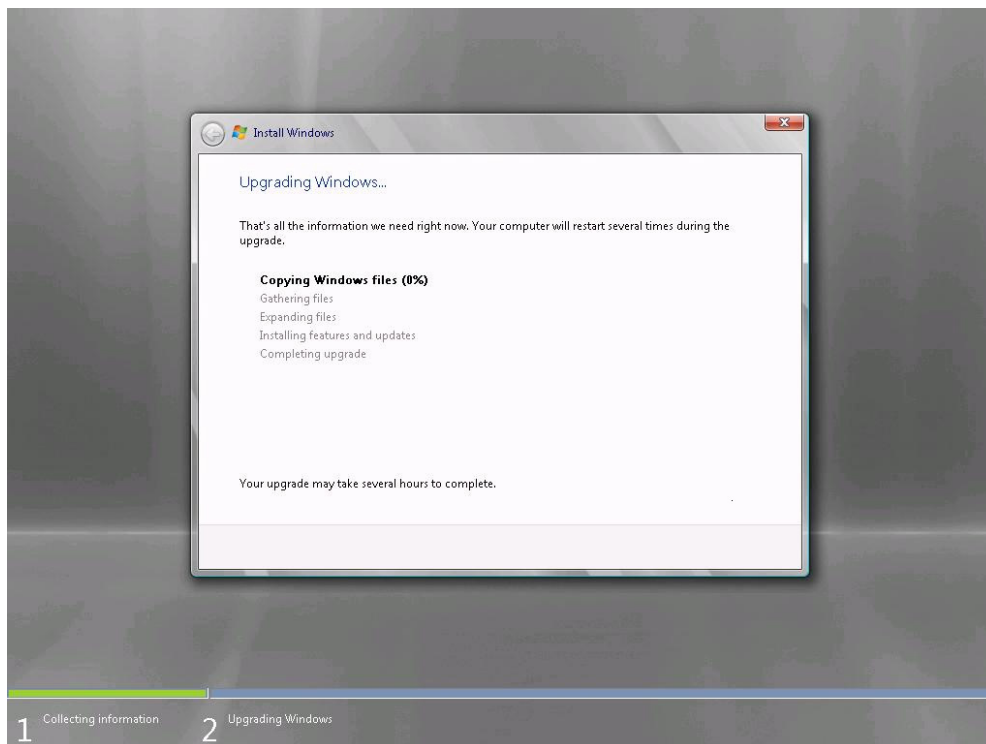 Install Windows
Upgrading Windows...
That's all the information we need right now. Your computer will restart several times during the
upgrade.
Copying Windows files (0%)
Gathering files
Expanding files
Installing features and updates
Completing upgrade
Your upgrade may take several hours to complete.
1 Collecting information 2 Upgrading Windows